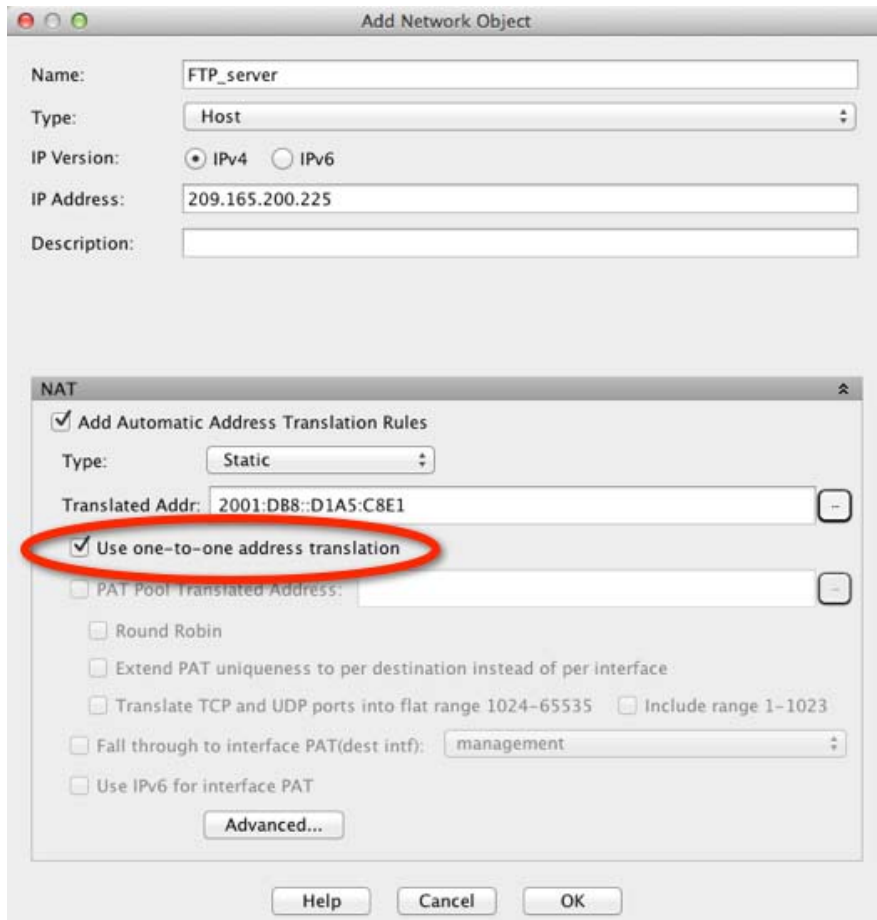 Add Network Object
Name: FTP_server
Type: Host
IP Version: IPv4 IPv6
IP Address: 209.165.200.225
Description:
NAT
Add Automatic Address Translation Rules
Type: Static
Translated Addr: 2001:DB8::D1A5:C8E1 ...
Use one-to-one address translation
PAT Pool Translated Address: ...
Round Robin
Extend PAT uniqueness to per destination instead of per interface
Translate TCP and UDP ports into flat range 1024-65535 Include range 1-1023
Fall through to interface PAT(dest intf): management
Use IPv6 for interface PAT
Advanced...
Help Cancel OK